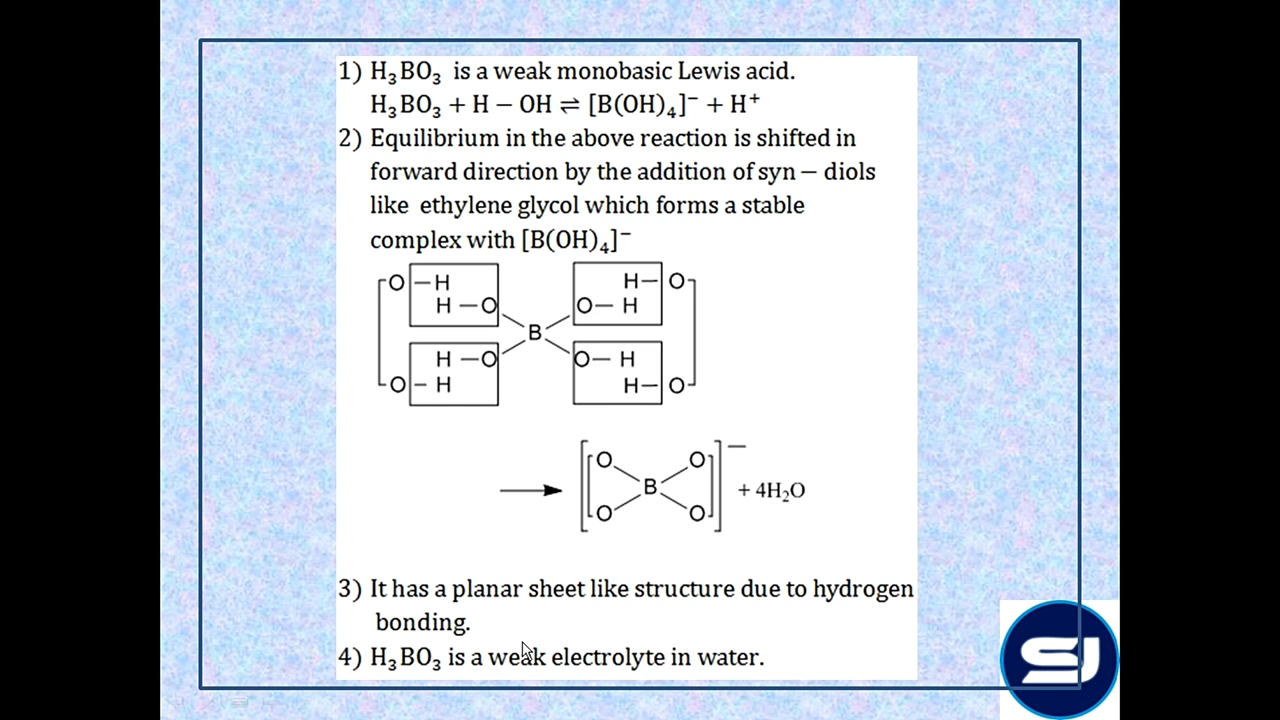 1) H₃BO₃ is a weak monobasic Lewis acid.
H₃BO₃ + H − OH ⇌ [B(OH)₄]⁻ + H⁺
2) Equilibrium in the above reaction is shifted in
forward direction by the addition of syn − diols
like ethylene glycol which forms a stable
complex with [B(OH)₄]⁻
O − H H − O
H − O O − H
B
H − O O − H
O − H H − O
O O −
B + 4H₂O
O O
3) It has a planar sheet like structure due to hydrogen
bonding.
4) H₃BO₃ is a weak electrolyte in water.
SJ